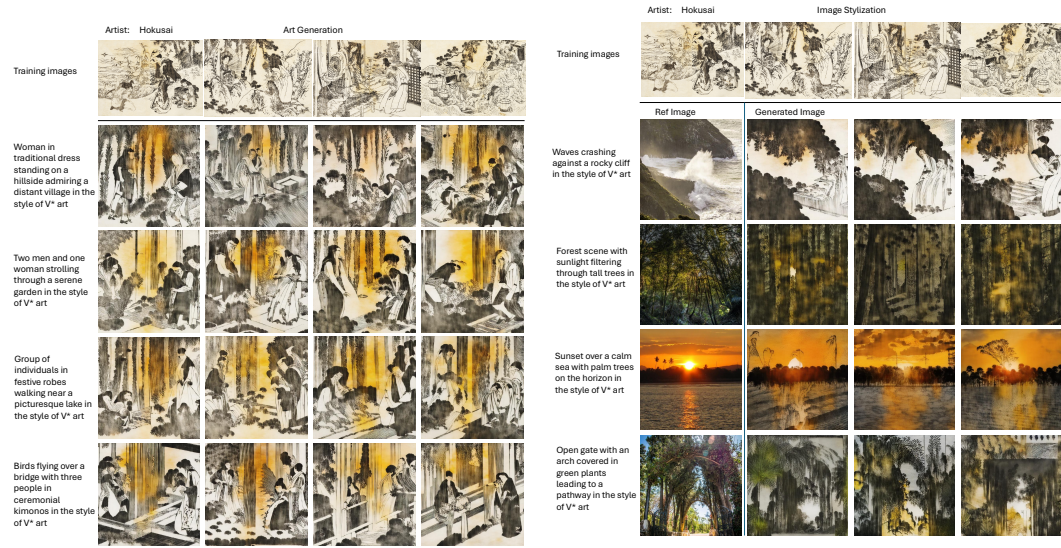 Artist: Hokusai
Art Generation
Training images
Woman in
traditional dress
standing on a
hillside admiring a
distant village in the
style of V* art
Two men and one
woman strolling
through a serene
garden in the style
of V* art
Group of
individuals in
festive robes
walking near a
picturesque lake in
the style of V* art
Birds flying over a
bridge with three
people in
ceremonial
kimonos in the style
of V* art
Artist: Hokusai
Image Stylization
Training images
Ref Image
Generated Image
Waves crashing
against a rocky cliff
in the style of V* art
Forest scene with
sunlight filtering
through tall trees in
the style of V* art
Sunset over a calm
sea with palm trees
on the horizon in
the style of V* art
Open gate with an
arch covered in
green plants
leading to a
pathway in the style
of V* art